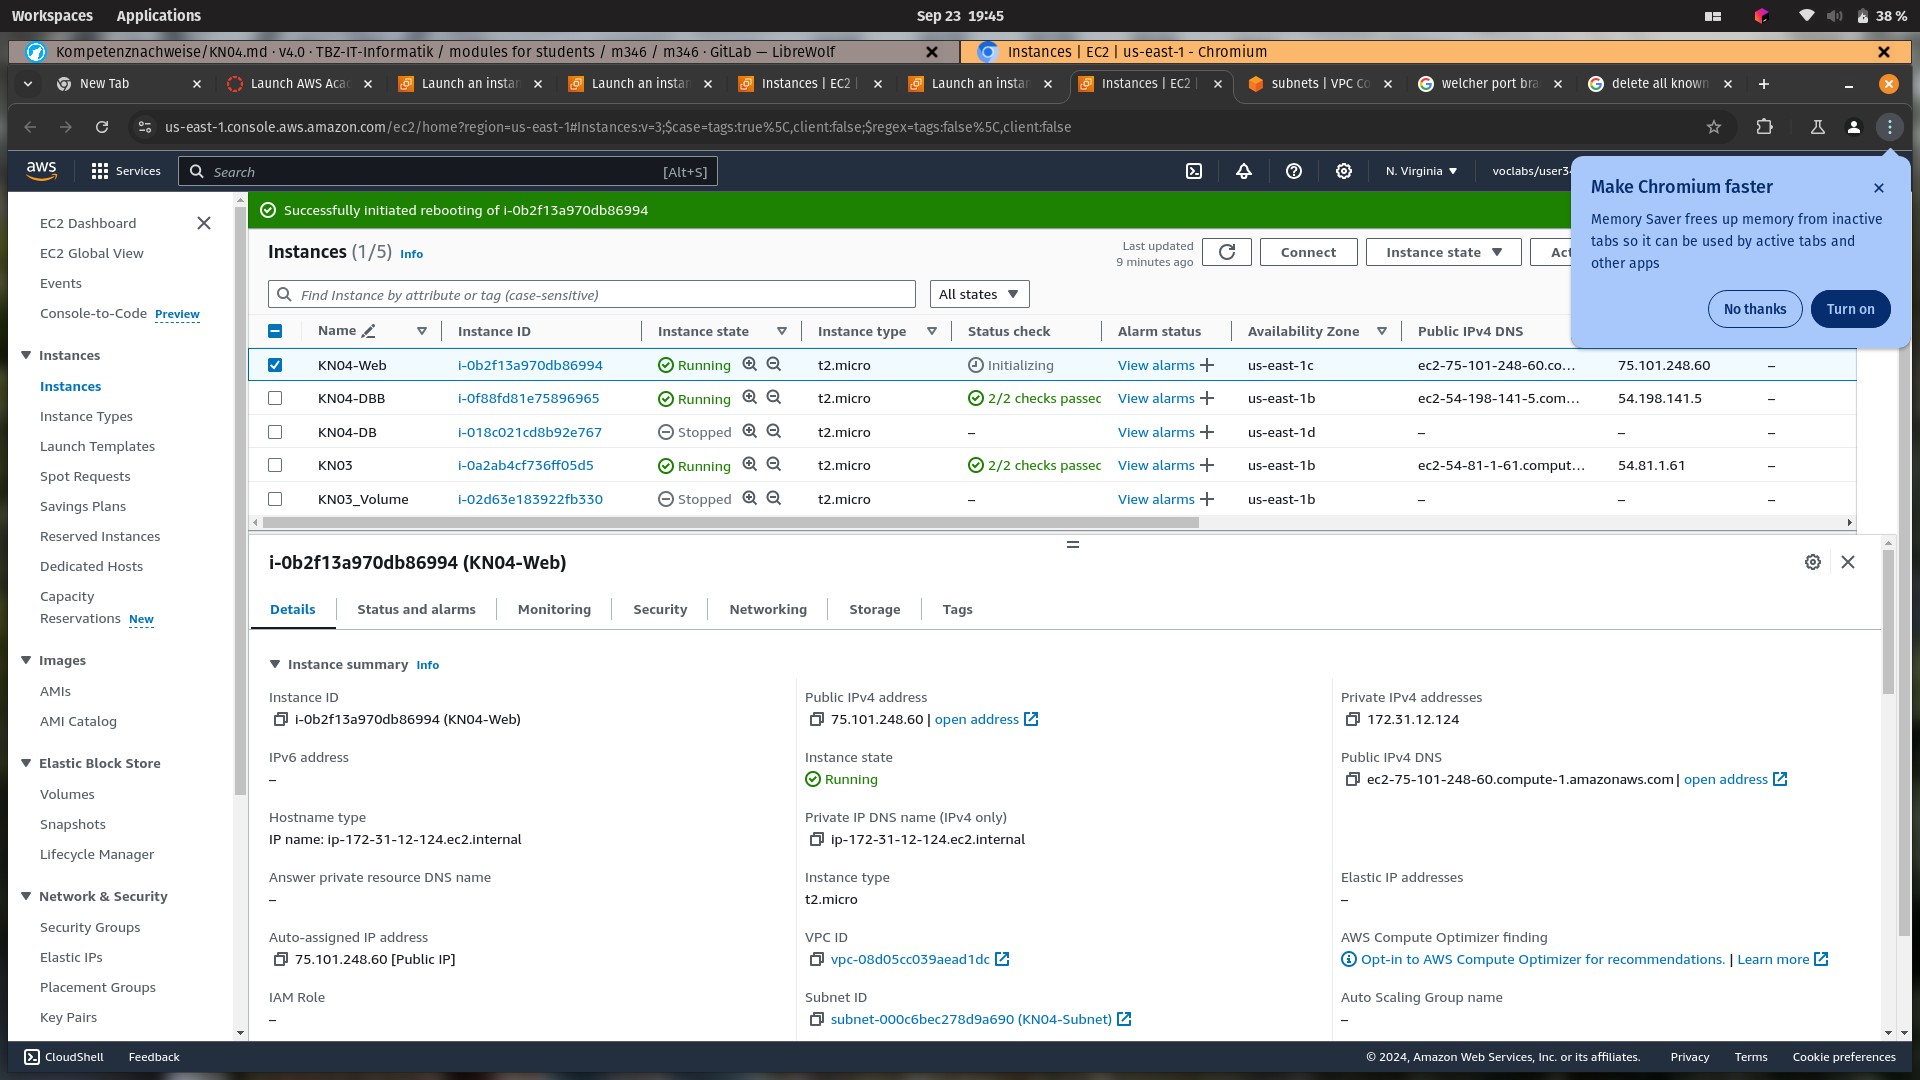 Workspaces Applications Sep 23 19:45 38 %
Kompetenznachweise/KN04.md · v4.0 · TBZ-IT-Informatik / modules for students / m346 / m346 · GitLab — LibreWolf Instances | EC2 | us-east-1 - Chromium
New Tab Launch AWS Aca Launch an instan Launch an instan Instances | EC2 | Launch an instan Instances | EC2 | subnets | VPC Co welcher port bra delete all known
us-east-1.console.aws.amazon.com/ec2/home?region=us-east-1#Instances:v=3;$case=tags:true%5C,client:false;$regex=tags:false%5C,client:false
aws Services Search [Alt+S] N. Virginia voclabs/user3
Make Chromium faster
Memory Saver frees up memory from inactive
tabs so it can be used by active tabs and
other apps
No thanks Turn on
EC2 Dashboard
EC2 Global View
Events
Console-to-Code Preview
Instances
Instances
Instance Types
Launch Templates
Spot Requests
Savings Plans
Reserved Instances
Dedicated Hosts
Capacity
Reservations New
Images
AMIs
AMI Catalog
Elastic Block Store
Volumes
Snapshots
Lifecycle Manager
Network & Security
Security Groups
Elastic IPs
Placement Groups
Key Pairs
Successfully initiated rebooting of i-0b2f13a970db86994
Instances (1/5) Info
Last updated
9 minutes ago
Connect Instance state Act
Find Instance by attribute or tag (case-sensitive) All states
Name Instance ID Instance state Instance type Status check Alarm status Availability Zone Public IPv4 DNS
KN04-Web i-0b2f13a970db86994 Running t2.micro Initializing View alarms us-east-1c ec2-75-101-248-60.co… 75.101.248.60 –
KN04-DBB i-0f88fd81e75896965 Running t2.micro 2/2 checks passec View alarms us-east-1b ec2-54-198-141-5.com… 54.198.141.5 –
KN04-DB i-018c021cd8b92e767 Stopped t2.micro – View alarms us-east-1d – – –
KN03 i-0a2ab4cf736ff05d5 Running t2.micro 2/2 checks passec View alarms us-east-1b ec2-54-81-1-61.comput… 54.81.1.61 –
KN03_Volume i-02d63e183922fb330 Stopped t2.micro – View alarms us-east-1b – – –
i-0b2f13a970db86994 (KN04-Web)
Details Status and alarms Monitoring Security Networking Storage Tags
Instance summary Info
Instance ID
i-0b2f13a970db86994 (KN04-Web)
Public IPv4 address
75.101.248.60 | open address
Private IPv4 addresses
172.31.12.124
IPv6 address
–
Instance state
Running
Public IPv4 DNS
ec2-75-101-248-60.compute-1.amazonaws.com | open address
Hostname type
IP name: ip-172-31-12-124.ec2.internal
Private IP DNS name (IPv4 only)
ip-172-31-12-124.ec2.internal
Answer private resource DNS name
–
Instance type
t2.micro
Elastic IP addresses
–
Auto-assigned IP address
75.101.248.60 [Public IP]
VPC ID
vpc-08d05cc039aead1dc
AWS Compute Optimizer finding
Opt-in to AWS Compute Optimizer for recommendations. | Learn more
IAM Role
–
Subnet ID
subnet-000c6bec278d9a690 (KN04-Subnet)
Auto Scaling Group name
–
CloudShell Feedback © 2024, Amazon Web Services, Inc. or its affiliates. Privacy Terms Cookie preferences